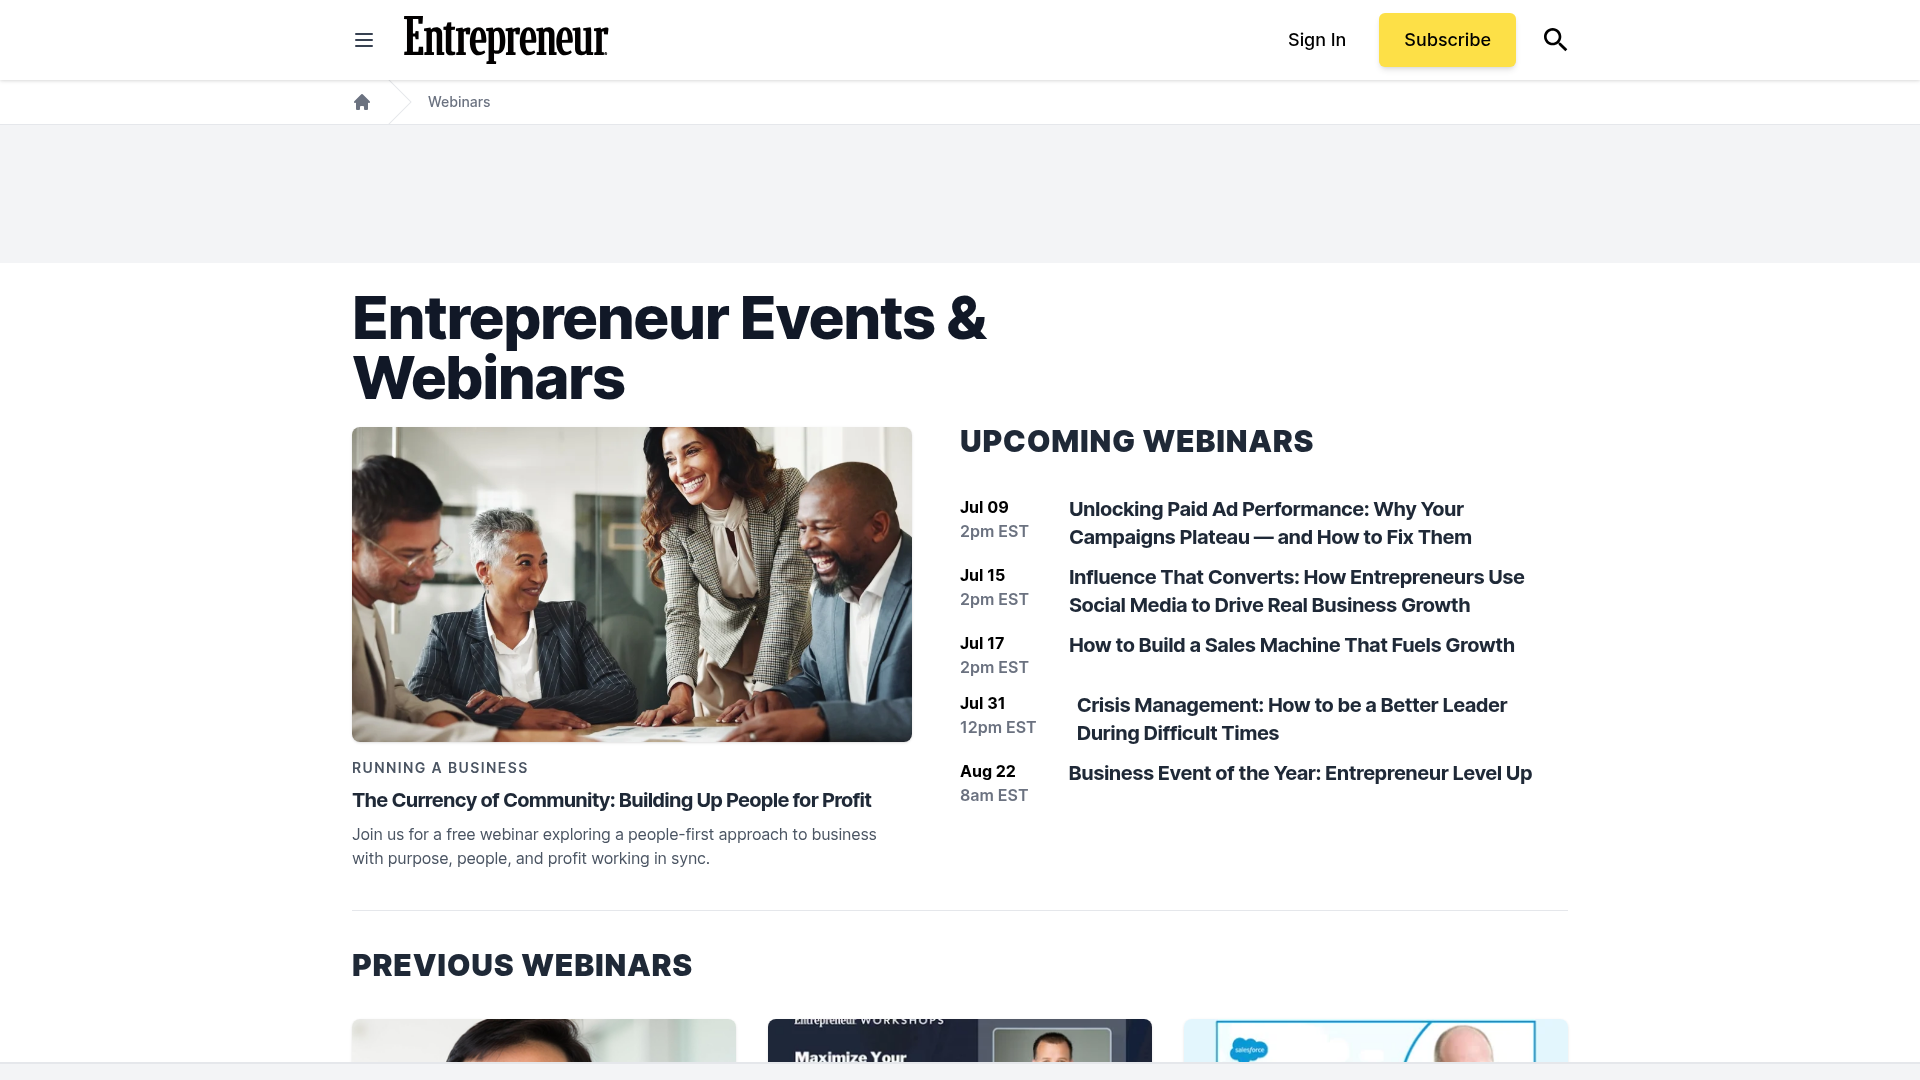 Entrepreneur
Sign In
Subscribe
Webinars
Entrepreneur Events &
Webinars
RUNNING A BUSINESS
The Currency of Community: Building Up People for Profit
Join us for a free webinar exploring a people-first approach to business
with purpose, people, and profit working in sync.
UPCOMING WEBINARS
Jul 09
2pm EST
Unlocking Paid Ad Performance: Why Your
Campaigns Plateau — and How to Fix Them
Jul 15
2pm EST
Influence That Converts: How Entrepreneurs Use
Social Media to Drive Real Business Growth
Jul 17
2pm EST
How to Build a Sales Machine That Fuels Growth
Jul 31
12pm EST
Crisis Management: How to be a Better Leader
During Difficult Times
Aug 22
8am EST
Business Event of the Year: Entrepreneur Level Up
PREVIOUS WEBINARS
Entrepreneur WORKSHOPS
Maximize Your
salesforce